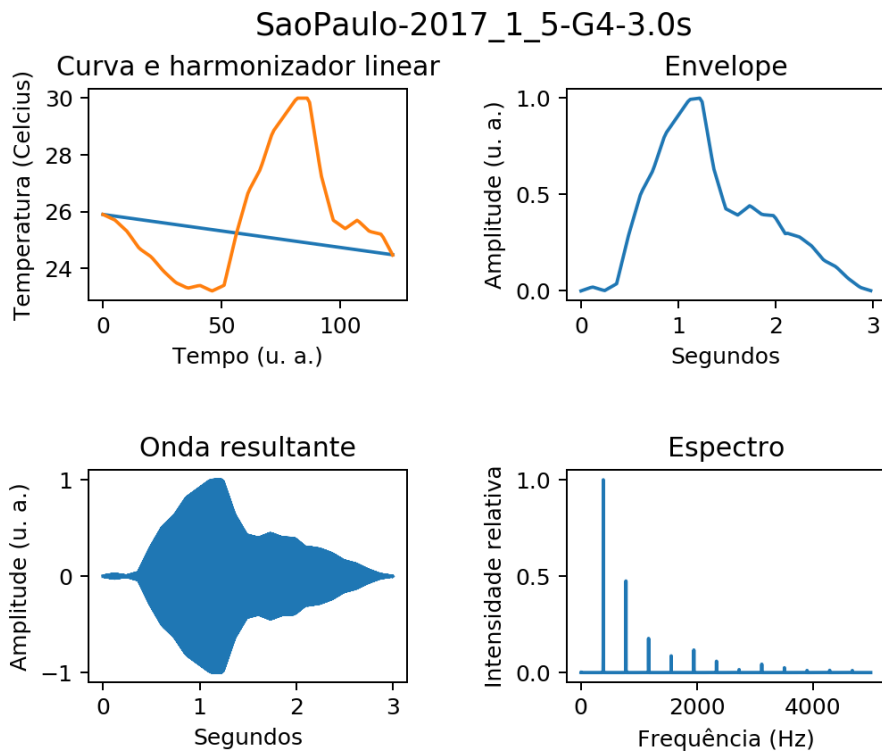 SaoPaulo-2017_1_5-G4-3.0s
Curva e harmonizador linear
Temperatura (Celcius)
30
28
26
24
0
50
100
Tempo (u. a.)
Envelope
Amplitude (u. a.)
1.0
0.5
0.0
0
1
2
3
Segundos
Onda resultante
Amplitude (u. a.)
1
0
−1
0
1
2
3
Segundos
Espectro
Intensidade relativa
1.0
0.5
0.0
0
2000
4000
Frequência (Hz)